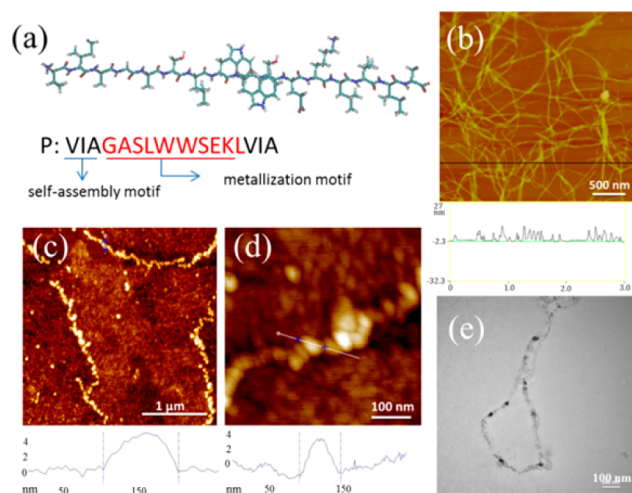 (a)
P: VIAGASLWWSEKLVIA
self-assembly motif
metallization motif
(b)
500 nm
27
nm
-2.3
-32.3
0 1.0 2.0 3.0
(c)
1 μm
4
2
0
nm 50 150
(d)
100 nm
4
2
0
50 150
(e)
100 nm